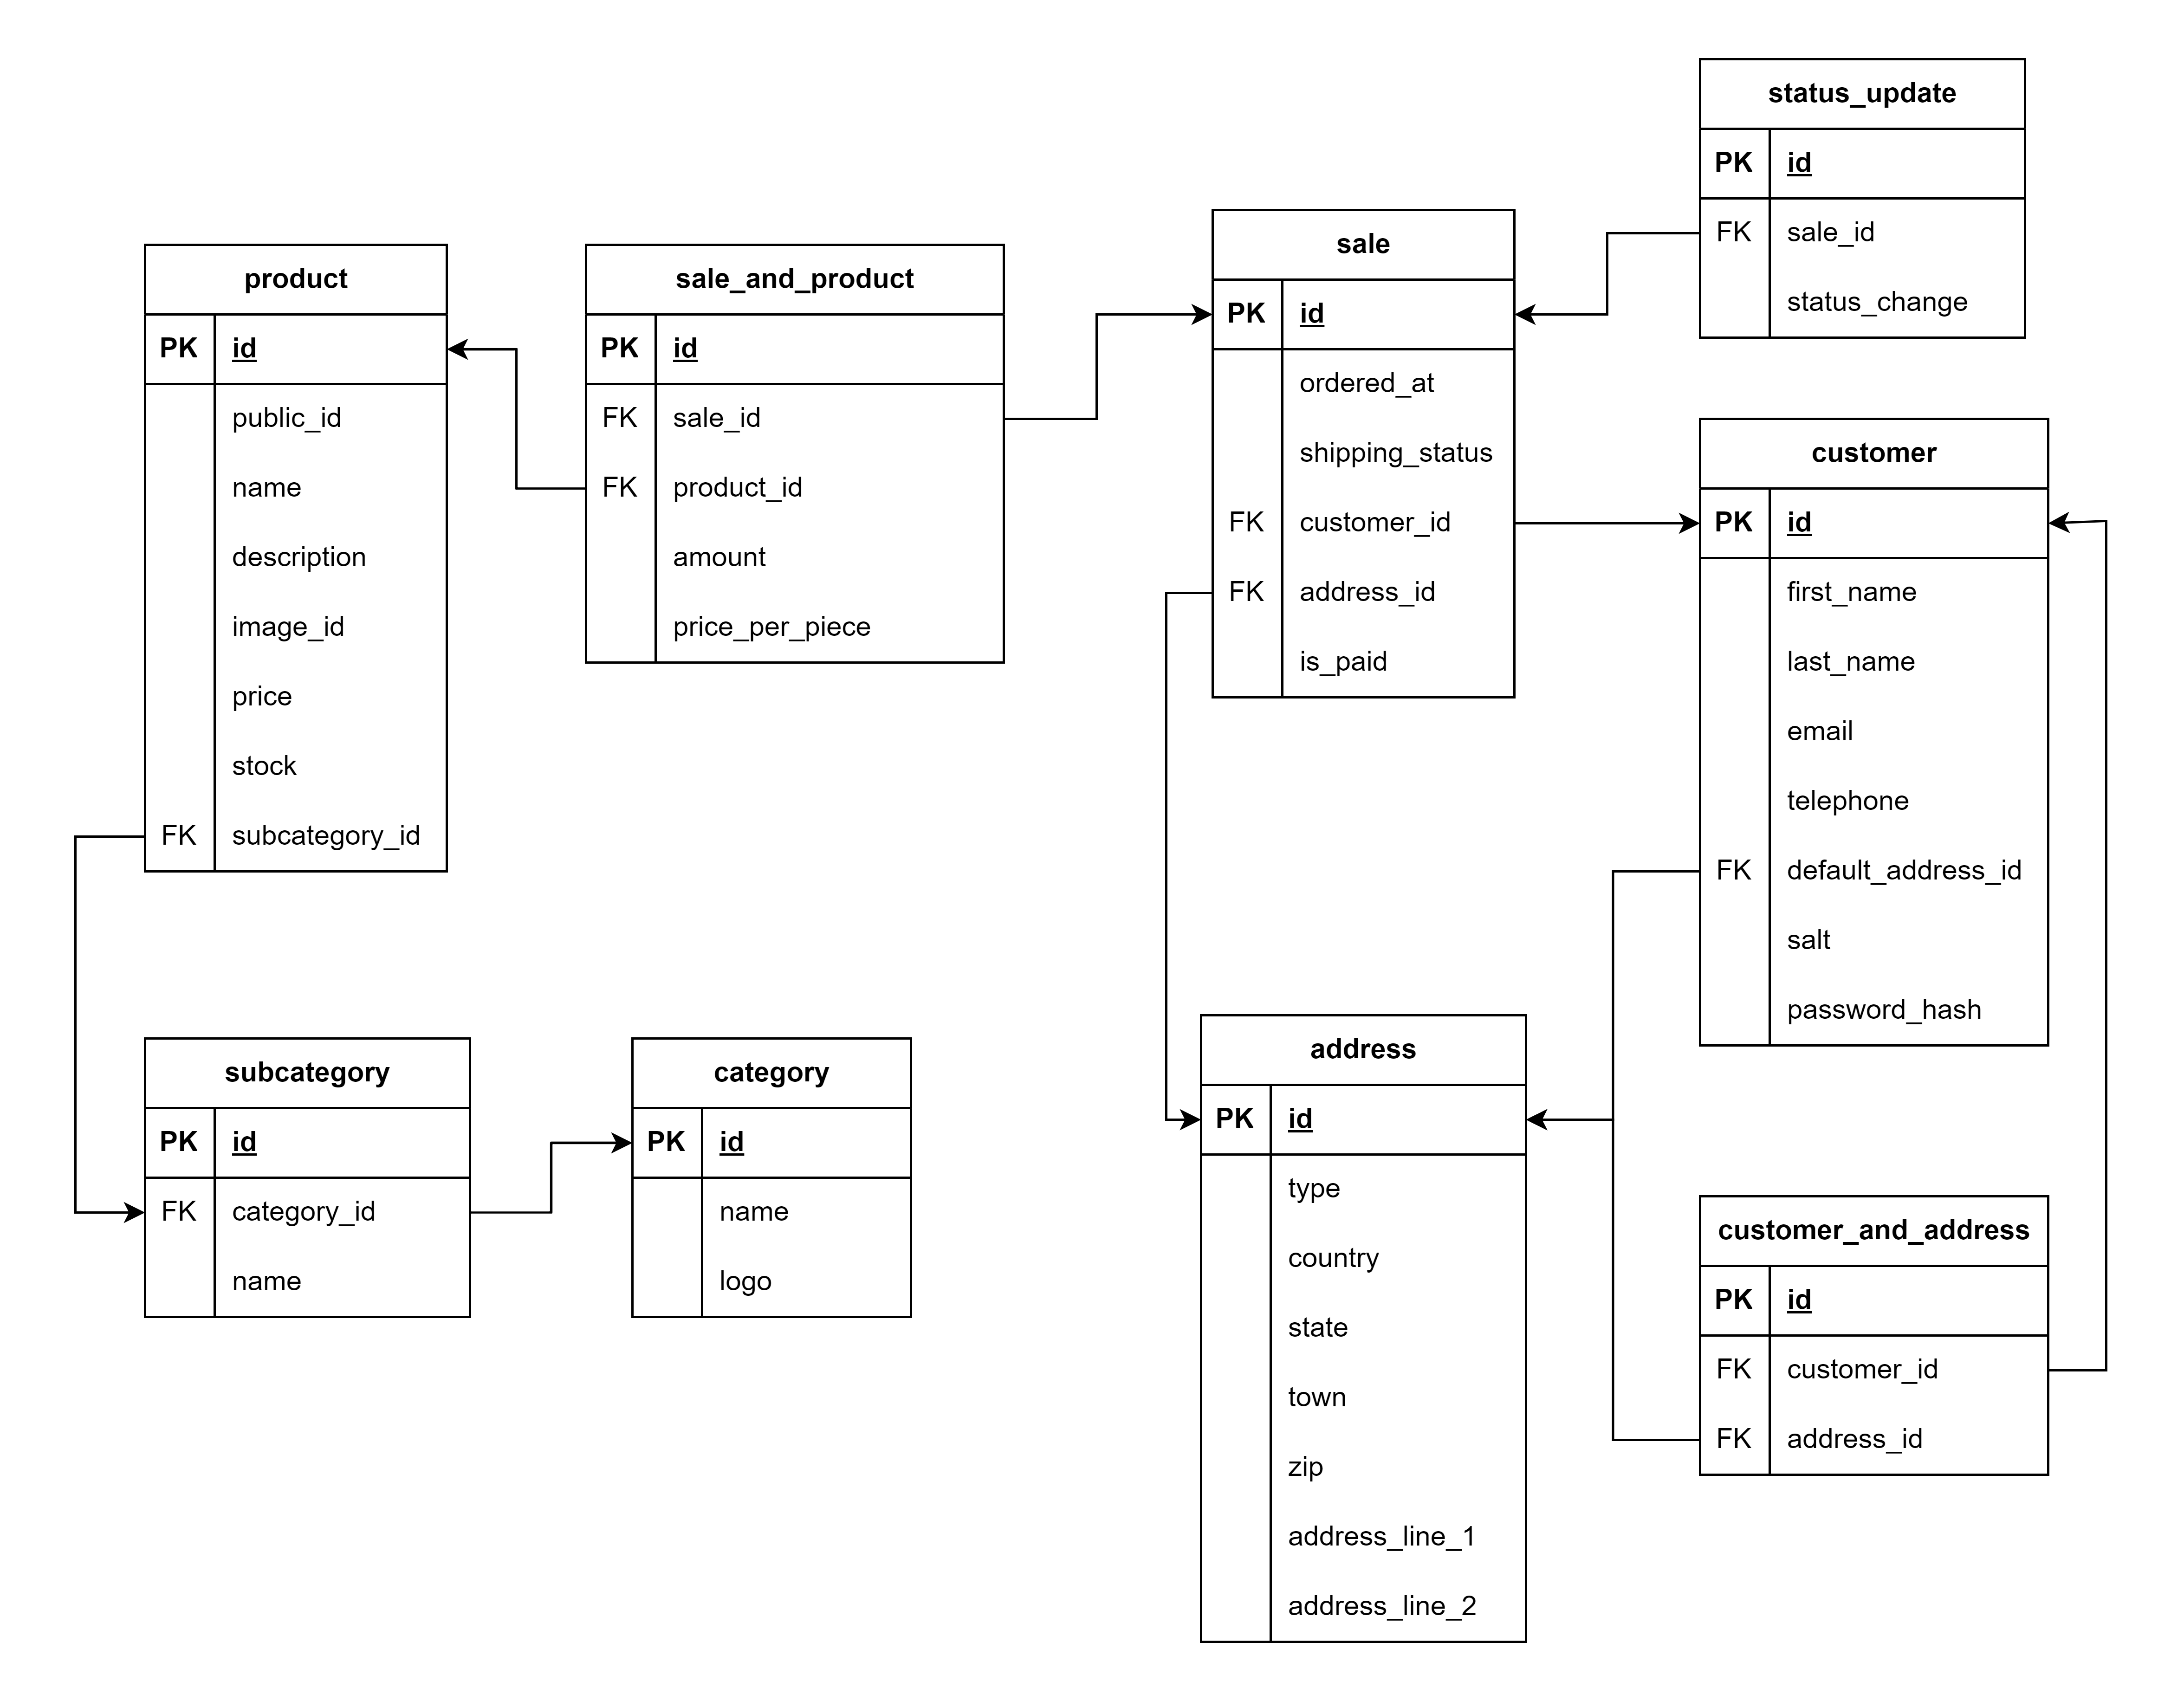 status_update
PK id
FK sale_id
status_change
sale
PK id
ordered_at
shipping_status
FK customer_id
FK address_id
is_paid
product
PK id
public_id
name
description
image_id
price
stock
FK subcategory_id
sale_and_product
PK id
FK sale_id
FK product_id
amount
price_per_piece
customer
PK id
first_name
last_name
email
telephone
FK default_address_id
salt
password_hash
subcategory
PK id
FK category_id
name
category
PK id
name
logo
address
PK id
type
country
state
town
zip
address_line_1
address_line_2
customer_and_address
PK id
FK customer_id
FK address_id